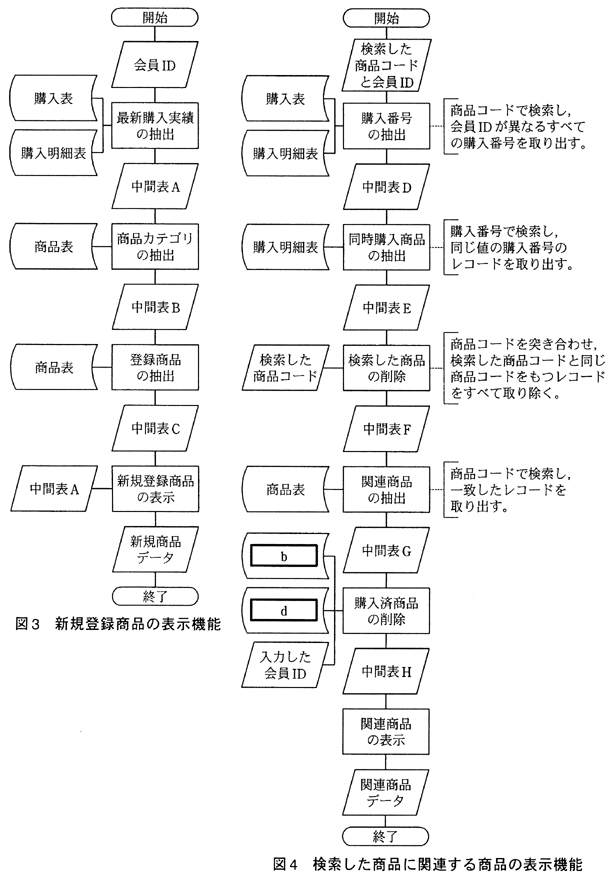 開始
会員ID
購入表
購入明細表
最新購入実績
の抽出
中間表A
商品表
商品カテゴリ
の抽出
中間表B
商品表
登録商品
の抽出
中間表C
中間表A
新規登録商品
の表示
新規商品
データ
終了
図3 新規登録商品の表示機能
開始
検索した
商品コード
と会員ID
購入表
購入明細表
購入番号
の抽出
商品コードで検索し,
会員IDが異なるすべて
の購入番号を取り出す。
中間表D
購入明細表
同時購入商品
の抽出
購入番号で検索し,
同じ値の購入番号の
レコードを取り出す。
中間表E
検索した
商品コード
検索した商品
の削除
商品コードを突き合わせ,
検索した商品コードと同じ
商品コードをもつレコード
をすべて取り除く。
中間表F
商品表
関連商品
の抽出
商品コードで検索し,
一致したレコードを
取り出す。
中間表G
b
d
入力した
会員ID
購入済商品
の削除
中間表H
関連商品
の表示
関連商品
データ
終了
図4 検索した商品に関連する商品の表示機能